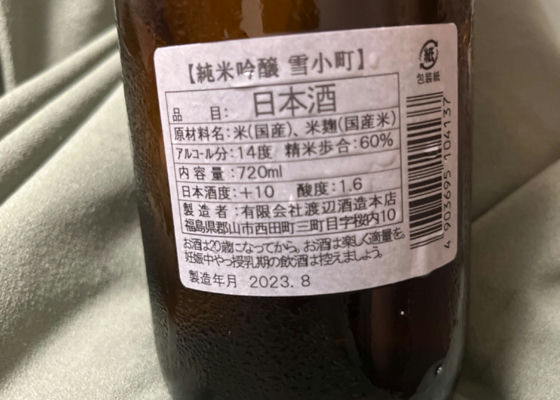 【純米吟醸 雪小町】
品 目: 日本酒
原材料名:米(国産)、米麹(国産米)
アルコール分:14度 精米歩合:60%
内容量:720ml
日本酒度:+10 酸度:1.6
製造者:有限会社渡辺酒造本店
福島県郡山市西田町三町目字桜内10
お酒は20歳になってから。お酒は楽しく適量を。
妊娠中やっ授乳期の飲酒は控えましょう。
製造年月 2023.8
紙
包装紙
4903695104137